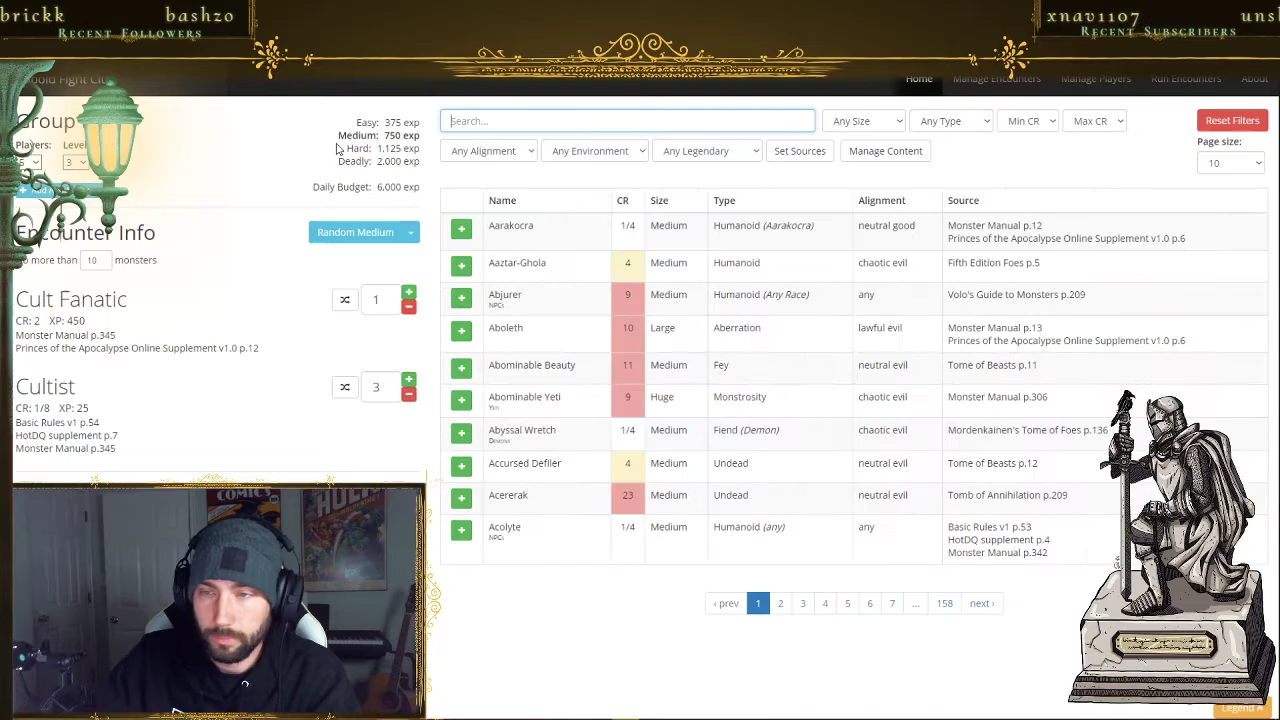 brickk bashzo
Recent Followers
xnav1107
Recent Subscribers
Home Manage Encounters Manage Players Run Encounters About
Group
Players:
3
Easy: 375 exp
Medium: 750 exp
Hard: 1,125 exp
Deadly: 2,000 exp
Daily Budget: 6,000 exp
Encounter Info
Random Medium
more than 10 monsters
Cult Fanatic
1
CR: 2 XP: 450
Monster Manual p.345
Princes of the Apocalypse Online Supplement v1.0 p.12
Cultist
3
CR: 1/8 XP: 25
Basic Rules v1 p.54
HotDQ supplement p.7
Monster Manual p.345
Search...
Any Size
Any Type
Min CR
Max CR
Reset Filters
Any Alignment
Any Environment
Any Legendary
Set Sources
Manage Content
Page size:
10
Name CR Size Type Alignment Source
Aarakocra 1/4 Medium Humanoid (Aarakocra) neutral good Monster Manual p.12
Princes of the Apocalypse Online Supplement v1.0 p.6
Aaztar-Ghola 4 Medium Humanoid chaotic evil Fifth Edition Foes p.5
Abjurer 9 Medium Humanoid (Any Race) any Volo's Guide to Monsters p.209
NPCs
Aboleth 10 Large Aberration lawful evil Monster Manual p.13
Princes of the Apocalypse Online Supplement v1.0 p.6
Abominable Beauty 11 Medium Fey neutral evil Tome of Beasts p.11
Abominable Yeti 9 Huge Monstrosity chaotic evil Monster Manual p.306
Yeti
Abyssal Wretch 1/4 Medium Fiend (Demon) chaotic evil Mordenkainen's Tome of Foes p.136
Demons
Accursed Defiler 4 Medium Undead neutral evil Tome of Beasts p.12
Acererak 23 Medium Undead neutral evil Tomb of Annihilation p.209
Acolyte 1/4 Medium Humanoid (any) any Basic Rules v1 p.53
NPCs
HotDQ supplement p.4
Monster Manual p.342
‹ prev 1 2 3 4 5 6 7 ... 158 next ›
COMICS
Legend